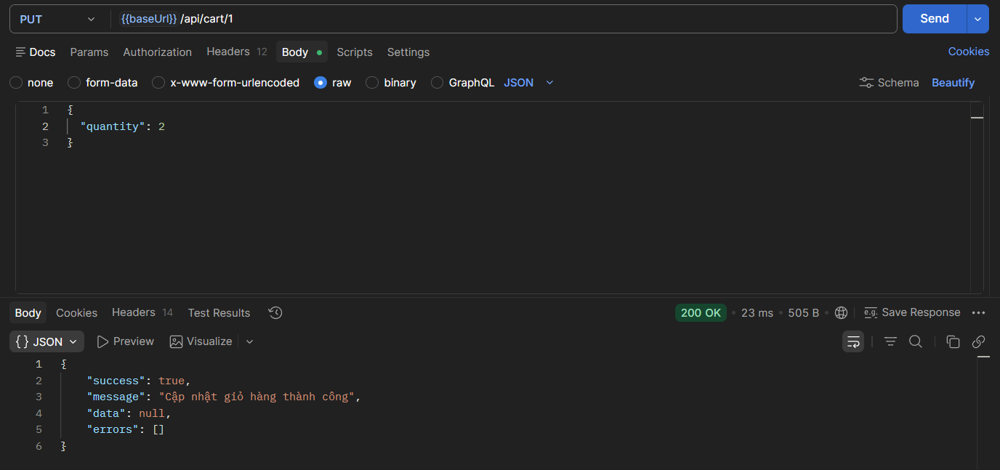 PUT {{baseUrl}} /api/cart/1 Send
Docs Params Authorization Headers 12 Body Scripts Settings Cookies
none form-data x-www-form-urlencoded raw binary GraphQL JSON Schema Beautify
1 {
2 "quantity": 2
3 }
Body Cookies Headers 14 Test Results 200 OK • 23 ms • 505 B • e.g. Save Response
{} JSON Preview Visualize
1 {
2 "success": true,
3 "message": "Cập nhật giỏ hàng thành công",
4 "data": null,
5 "errors": []
6 }